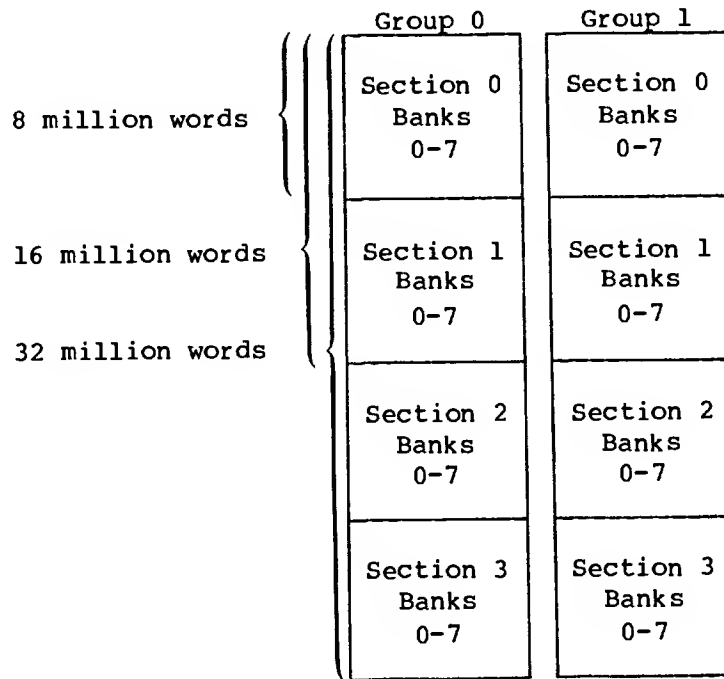 Group 0
Group 1
8 million words
16 million words
32 million words
Section 0
Banks
0-7
Section 0
Banks
0-7
Section 1
Banks
0-7
Section 1
Banks
0-7
Section 2
Banks
0-7
Section 2
Banks
0-7
Section 3
Banks
0-7
Section 3
Banks
0-7